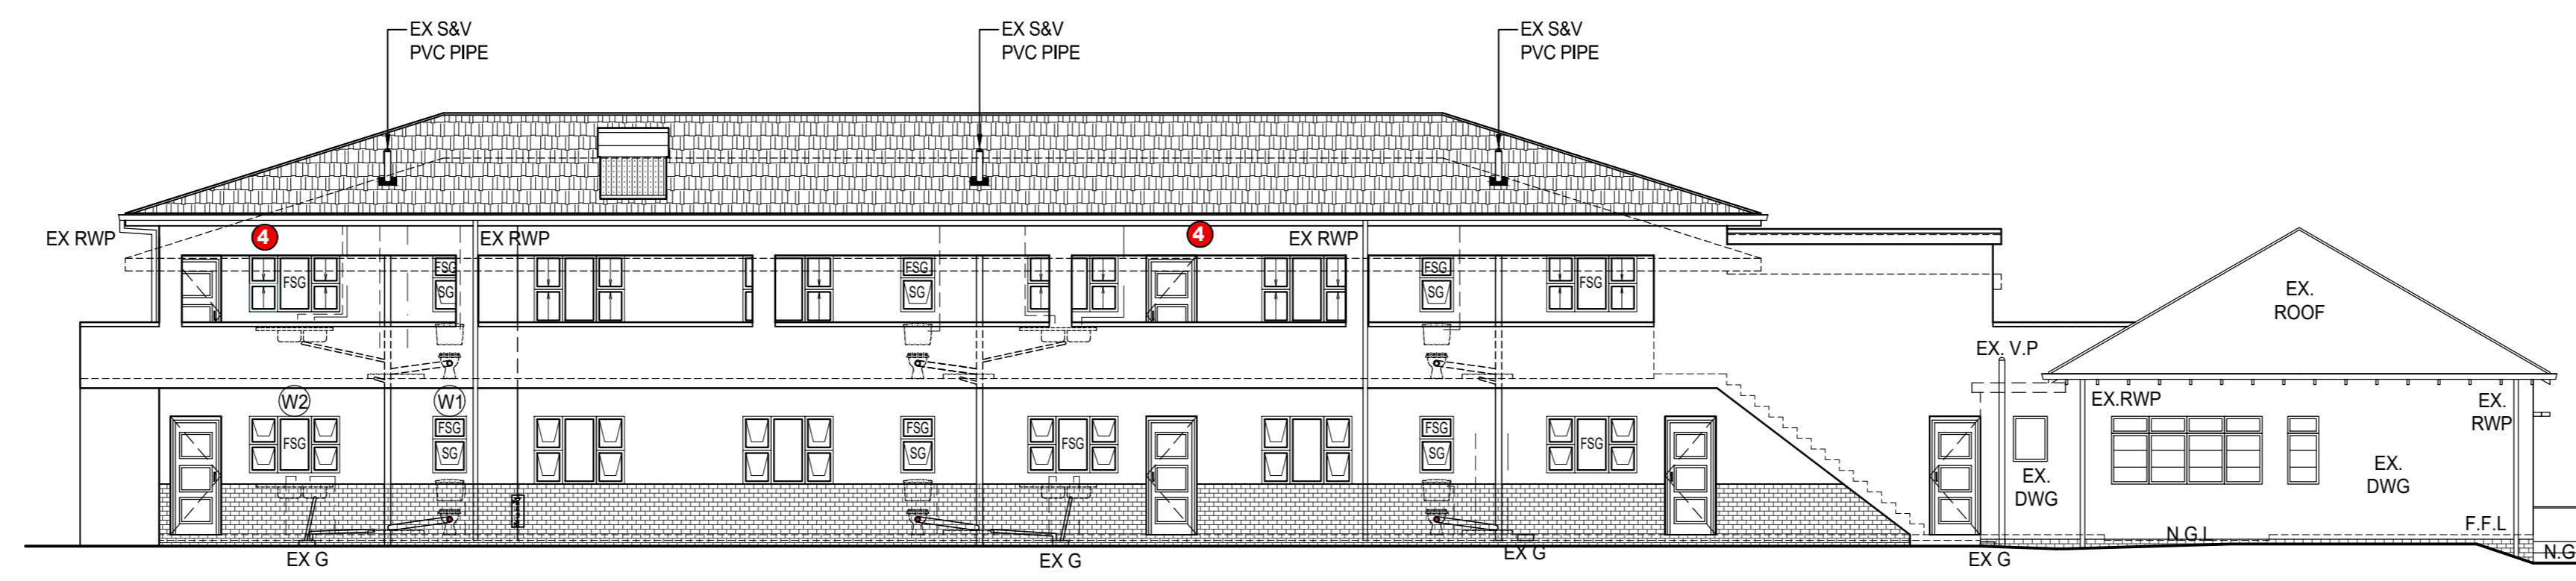 EX S&V
PVC PIPE
EX S&V
PVC PIPE
EX S&V
PVC PIPE
EX RWP
4
EX RWP
4
EX RWP
FSG
FSG
SG
FSG
SG
FSG
SG
FSG
EX.
ROOF
EX. V.P
W2
W1
EX.RWP
EX.
RWP
FSG
FSG
SG
FSG
SG
FSG
FSG
SG
FSG
EX.
DWG
EX.
DWG
F.F.L
N.G.L
EX G
EX G
EX G
EX G
N.G